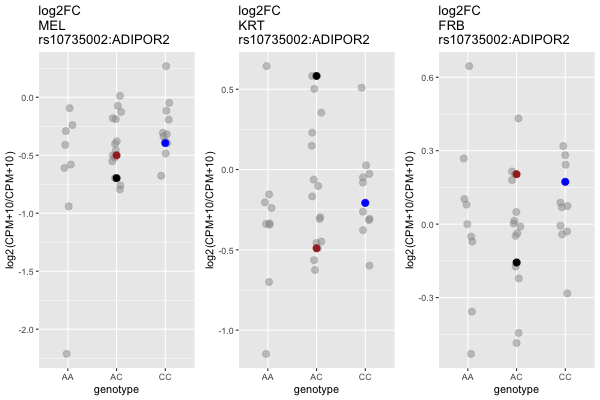 log2FC
MEL
rs10735002:ADIPOR2
log2(CPM+10/CPM+10)
0.0
-0.5
-1.0
-1.5
-2.0
AA AC CC
genotype
log2FC
KRT
rs10735002:ADIPOR2
log2(CPM+10/CPM+10)
0.5
0.0
-0.5
-1.0
AA AC CC
genotype
log2FC
FRB
rs10735002:ADIPOR2
log2(CPM+10/CPM+10)
0.6
0.3
0.0
-0.3
AA AC CC
genotype